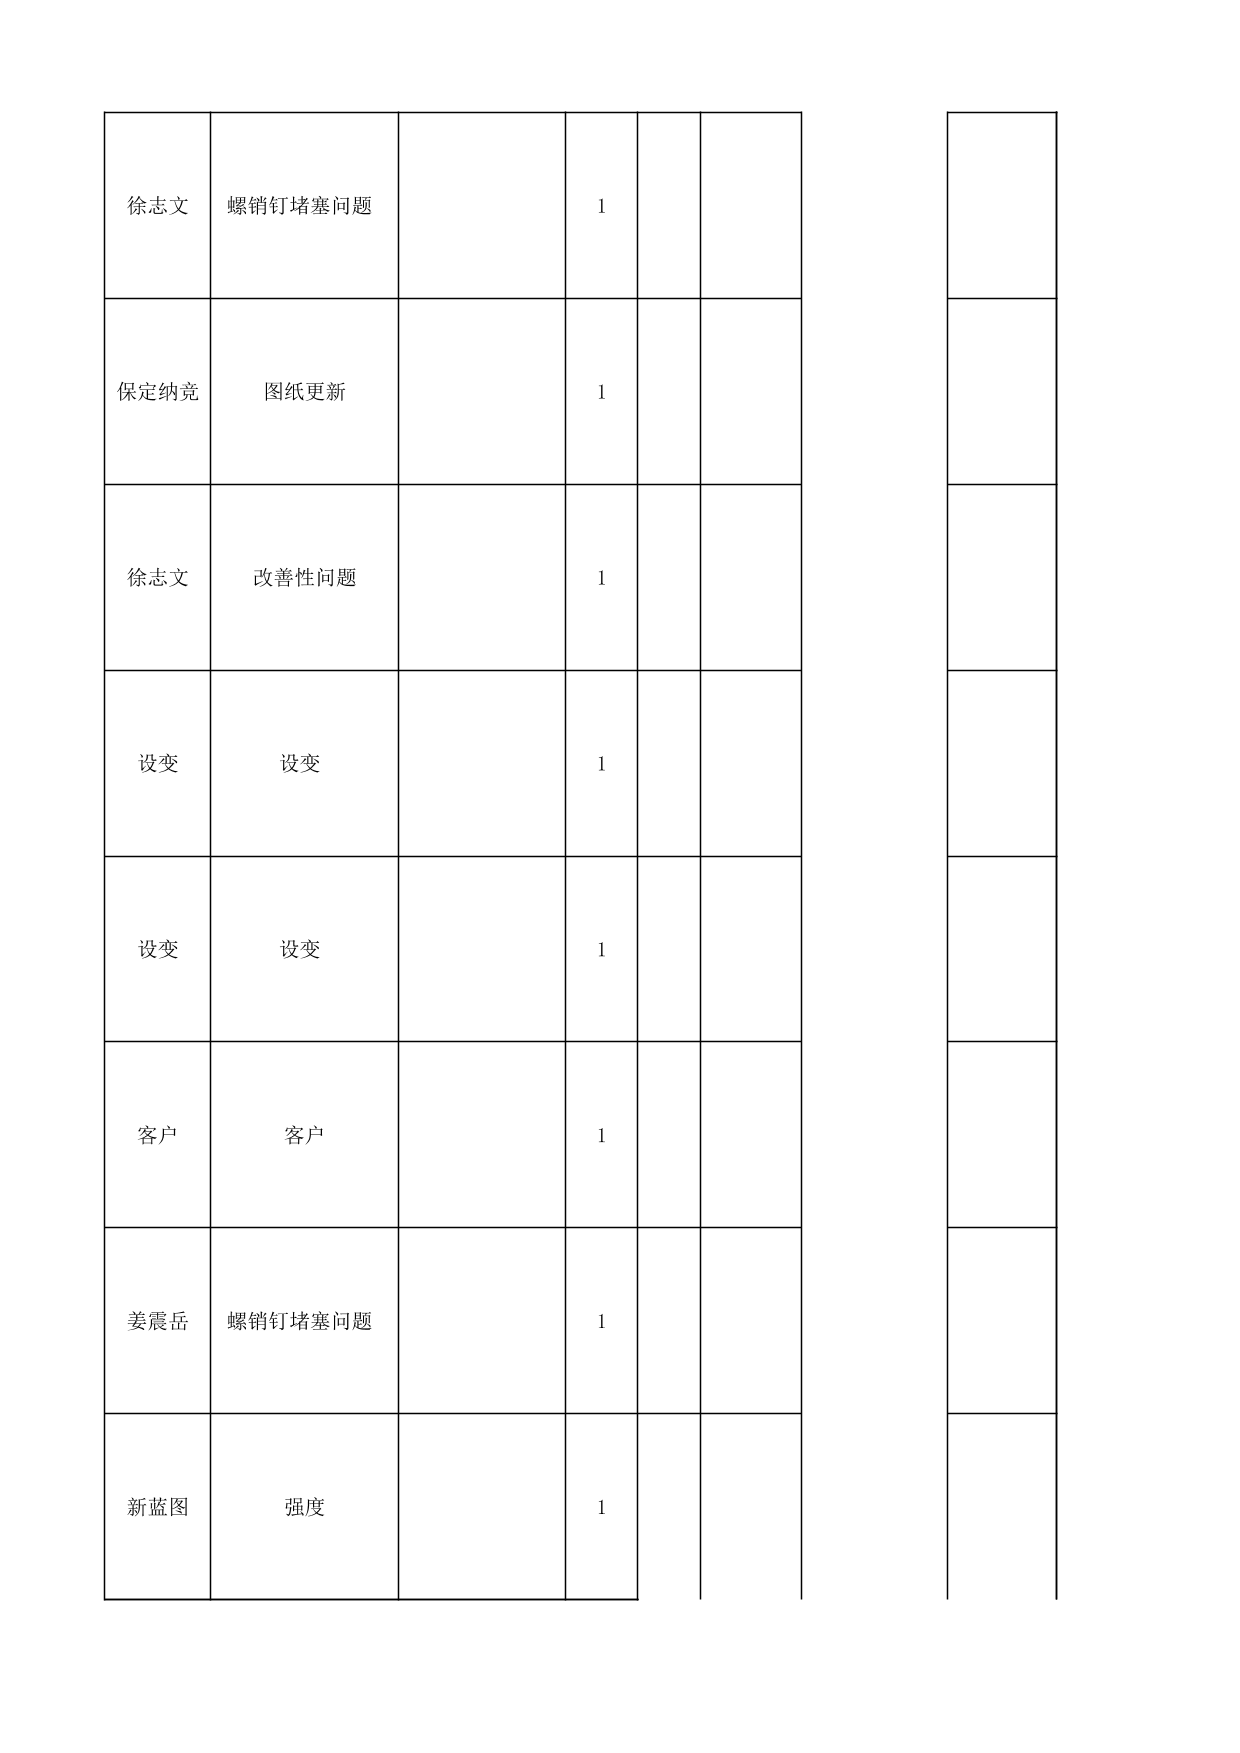 徐志文 螺销钉堵塞问题 1
保定纳竞 图纸更新 1
徐志文 改善性问题 1
设变 设变 1
设变 设变 1
客户 客户 1
姜震岳 螺销钉堵塞问题 1
新蓝图 强度 1